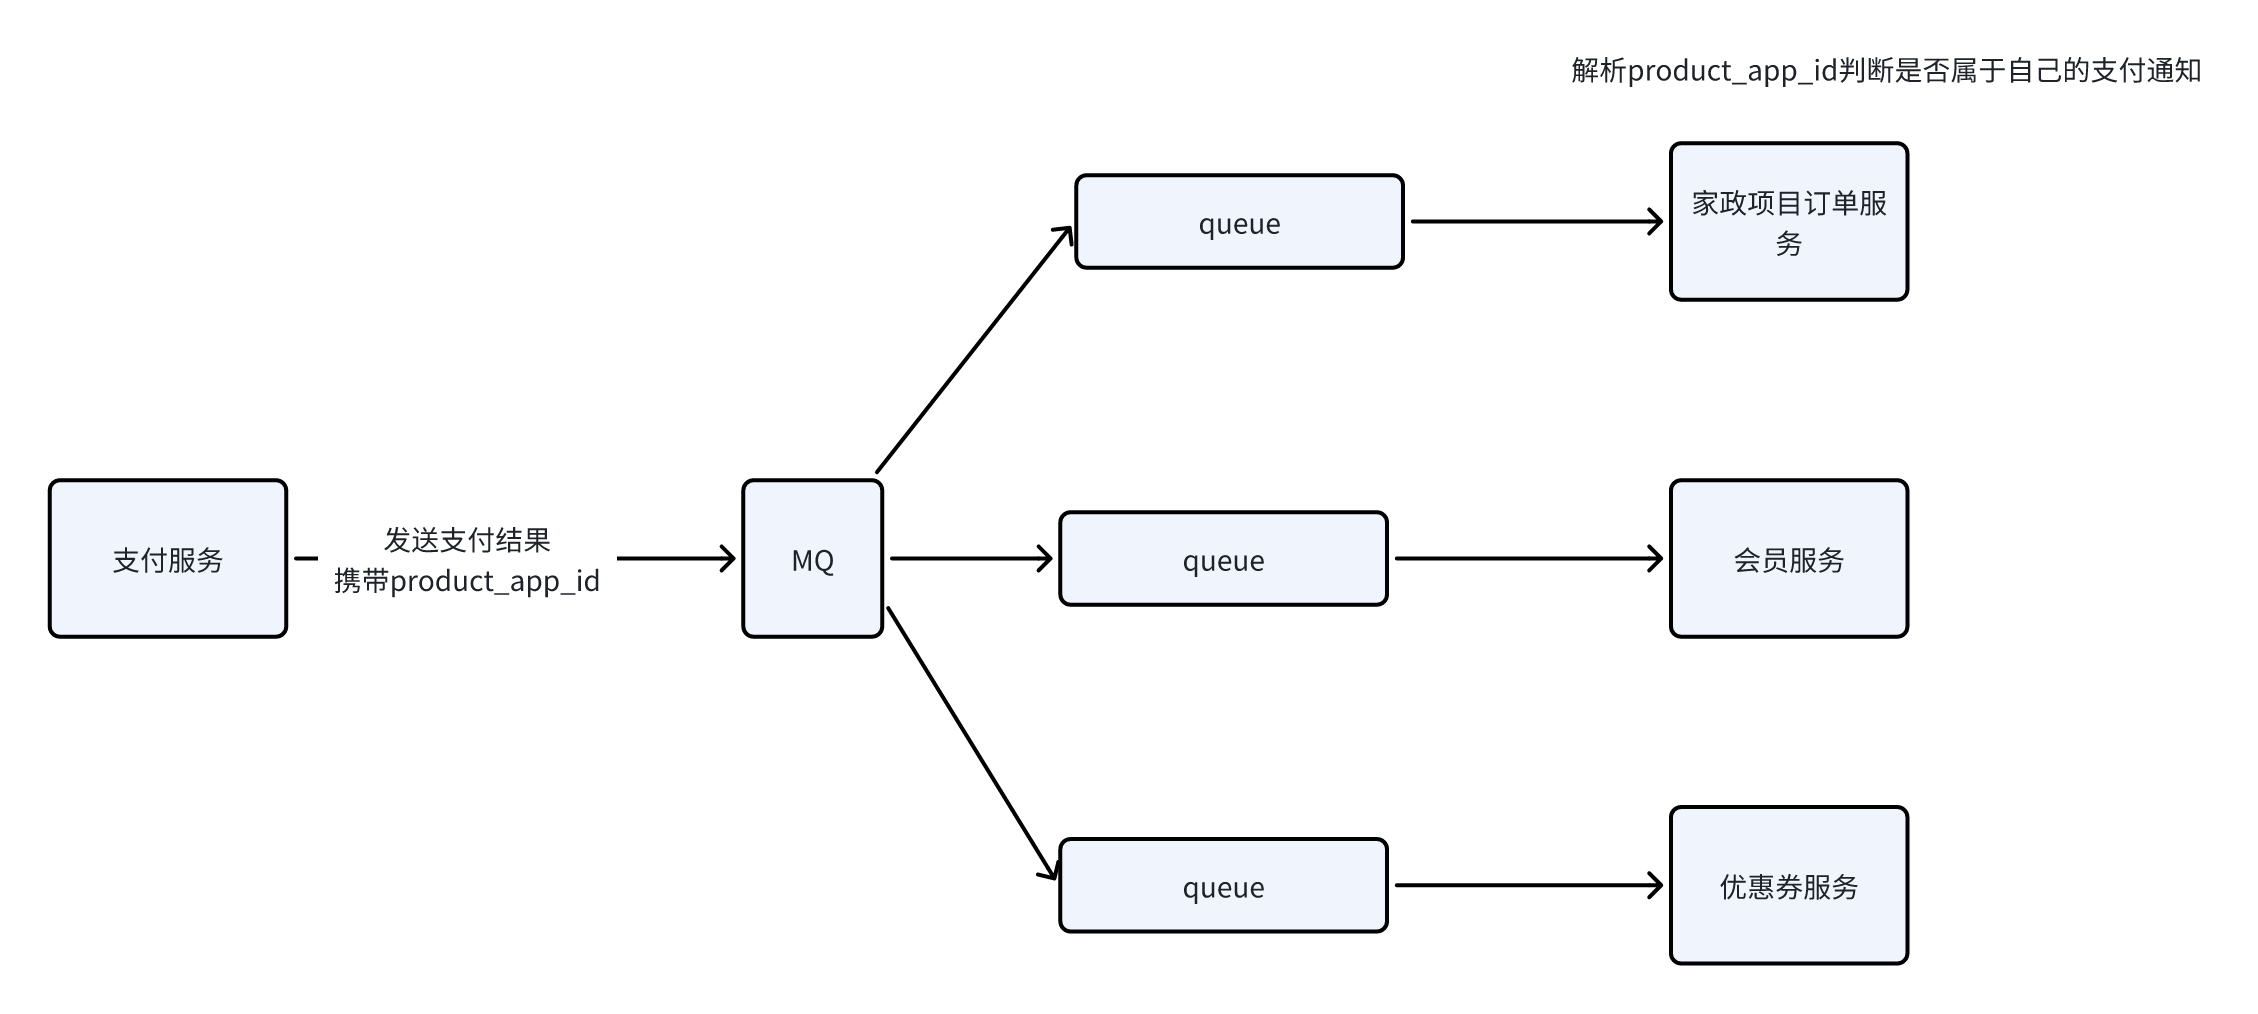 解析product_app_id判断是否属于自己的支付通知
queue
家政项目订单服
务
支付服务
发送支付结果
携带product_app_id
MQ
queue
会员服务
queue
优惠券服务